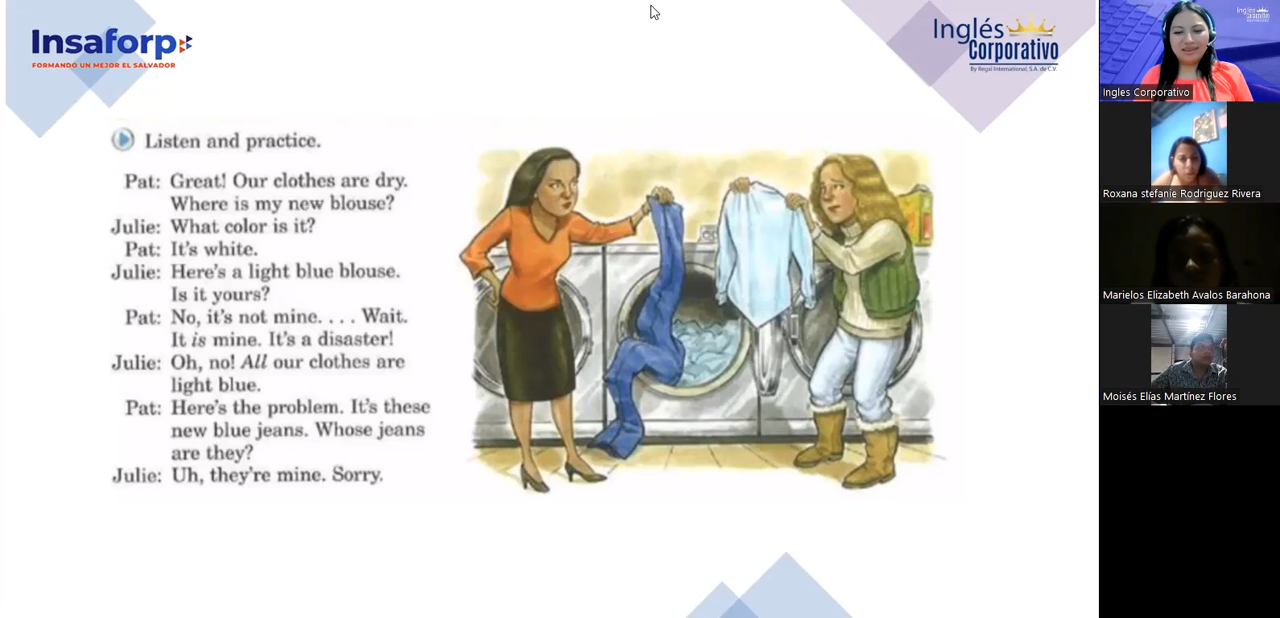 Insaforp
FORMANDO UN MEJOR EL SALVADOR
Inglés
Corporativo
By Regal International, S.A. de C.V.
Listen and practice.
Pat: Great! Our clothes are dry.
Where is my new blouse?
Julie: What color is it?
Pat: It's white.
Julie: Here's a light blue blouse.
Is it yours?
Pat: No, it's not mine. . . . Wait.
It is mine. It's a disaster!
Julie: Oh, no! All our clothes are
light blue.
Pat: Here's the problem. It's these
new blue jeans. Whose jeans
are they?
Julie: Uh, they're mine. Sorry.
Ingles Corporativo
Roxana stefanie Rodriguez Rivera
Marielos Elizabeth Avalos Barahona
Moisés Elías Martínez Flores